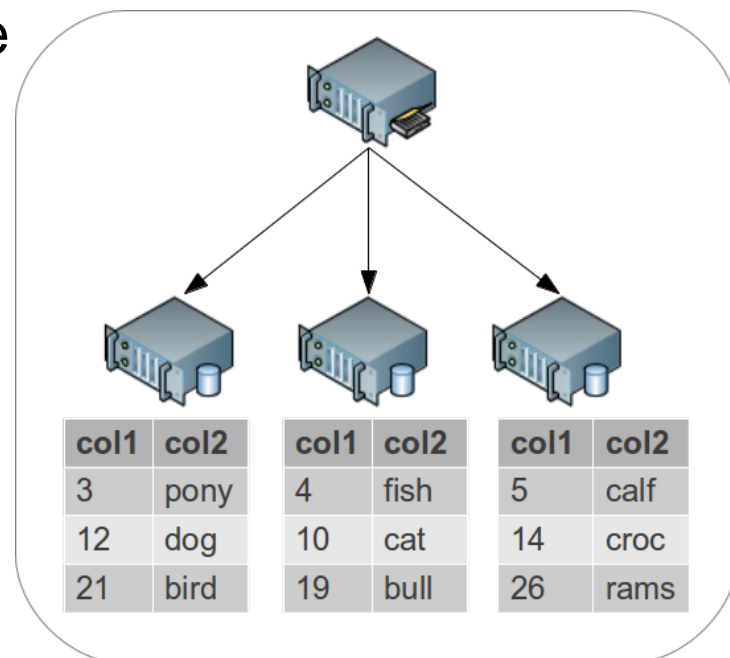 e
col1 col2
3 pony
12 dog
21 bird
col1 col2
4 fish
10 cat
19 bull
col1 col2
5 calf
14 croc
26 rams